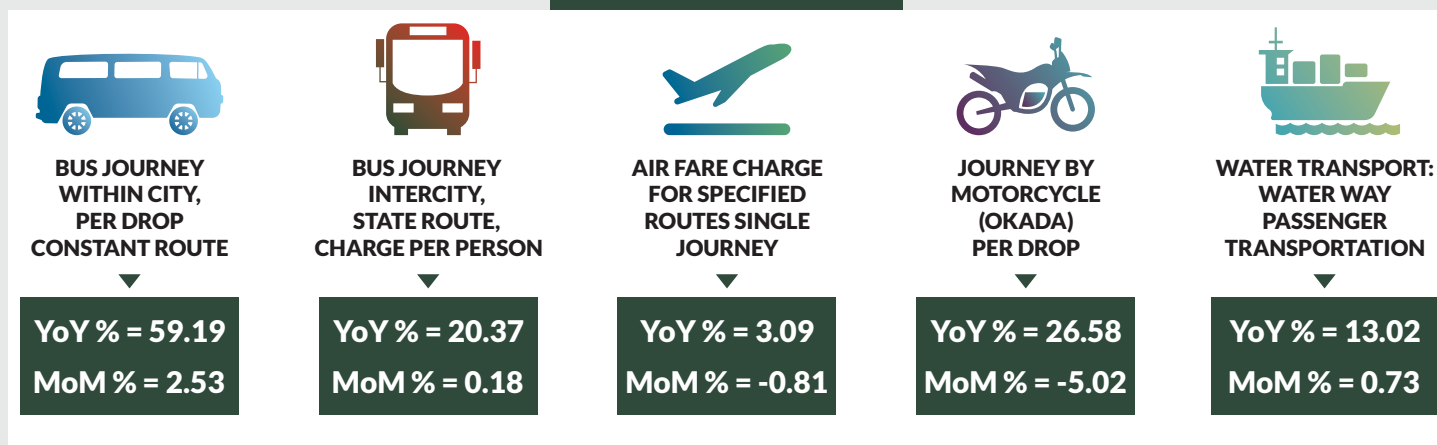 BUS JOURNEY
WITHIN CITY,
PER DROP
CONSTANT ROUTE
YoY % = 59.19
MoM % = 2.53
BUS JOURNEY
INTERCITY,
STATE ROUTE,
CHARGE PER PERSON
YoY % = 20.37
MoM % = 0.18
AIR FARE CHARGE
FOR SPECIFIED
ROUTES SINGLE
JOURNEY
YoY % = 3.09
MoM % = -0.81
JOURNEY BY
MOTORCYCLE
(OKADA)
PER DROP
YoY % = 26.58
MoM % = -5.02
WATER TRANSPORT:
WATER WAY
PASSENGER
TRANSPORTATION
YoY % = 13.02
MoM % = 0.73